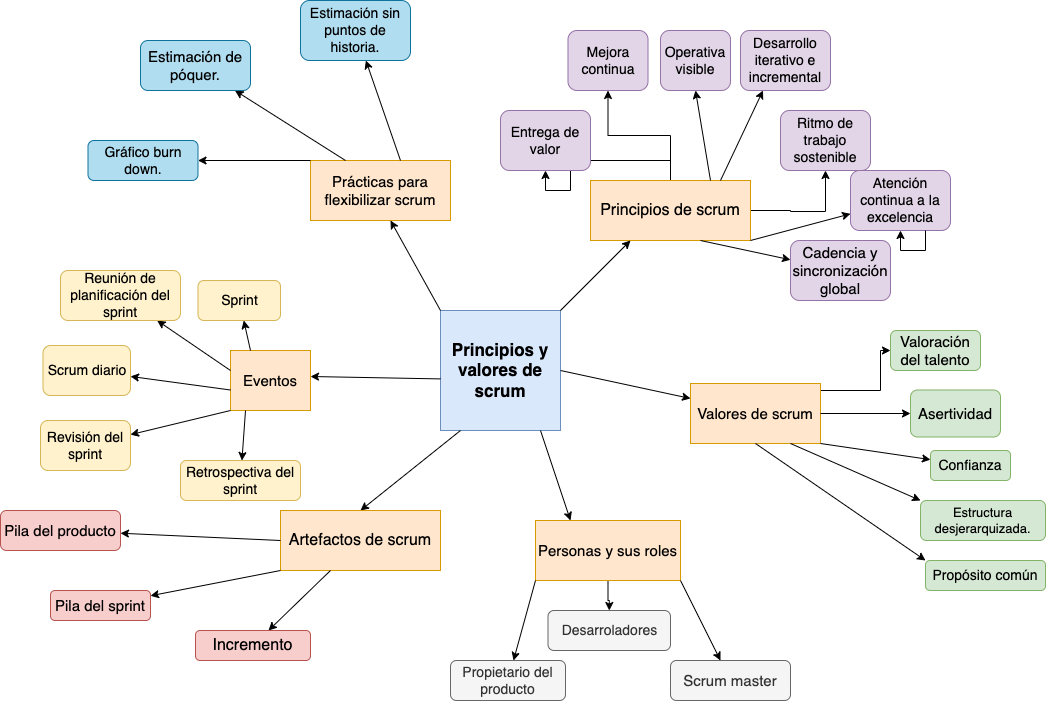 Estimación sin
puntos de
historia.
Estimación de
póquer.
Gráfico burn
down.
Prácticas para
flexibilizar scrum
Mejora
continua
Operativa
visible
Desarrollo
iterativo e
incremental
Entrega de
valor
Ritmo de
trabajo
sostenible
Principios de scrum
Atención
continua a la
excelencia
Cadencia y
sincronización
global
Reunión de
planificación del
sprint
Sprint
Scrum diario
Eventos
Revisión del
sprint
Retrospectiva del
sprint
Principios y
valores de
scrum
Valoración
del talento
Valores de scrum
Asertividad
Confianza
Estructura
desjerarquizada.
Propósito común
Pila del producto
Artefactos de scrum
Pila del sprint
Incremento
Personas y sus roles
Desarroladores
Propietario del
producto
Scrum master